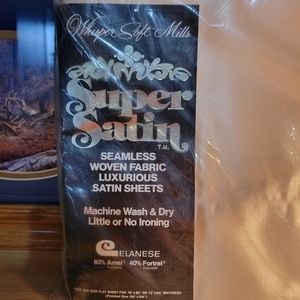 Whisper Soft Mills
Super
Satin
T.M.
SEAMLESS
WOVEN FABRIC
LUXURIOUS
SATIN SHEETS
Machine Wash & Dry
Little or No Ironing
CELANESE
60% Arnel® 40% Fortrel®